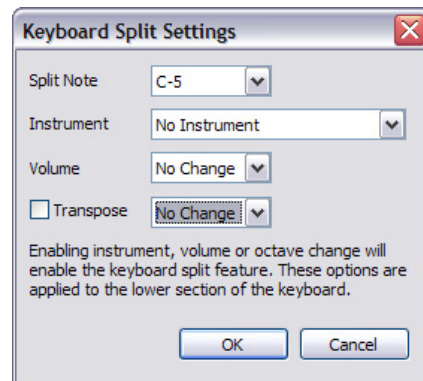 Keyboard Split Settings
Split Note C-5
Instrument No Instrument
Volume No Change
Transpose No Change
Enabling instrument, volume or octave change will
enable the keyboard split feature. These options are
applied to the lower section of the keyboard.
OK Cancel